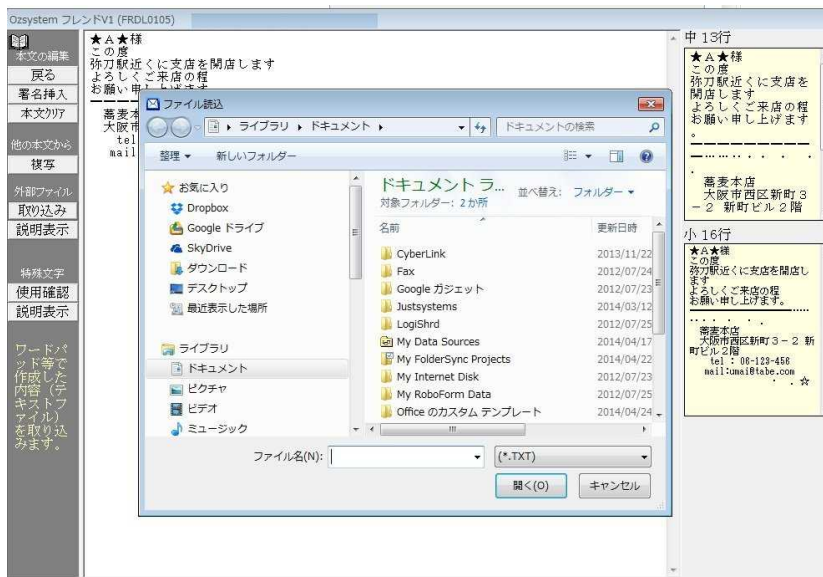 Ozsystem フレンドV1 (FRDL0105)
本文の編集
戻る
署名挿入
本文クリア
他の本文から
複写
外部ファイル
取り込み
説明表示
特殊文字
使用確認
説明表示
ワードパ
ッド等で
作成した
内容（テ
キストフ
ァイル）
を取り込
みます。
★Ａ★様
この度
弥刀駅近くに支店を開店します
よろしくご来店の程
お願い申し上げます
蕎麦本
大阪市
tel
mail
ファイル読込
ライブラリ ▶ ドキュメント ▶
ドキュメントの検索
整理 ▼ 新しいフォルダー
お気に入り
Dropbox
Google ドライブ
SkyDrive
ダウンロード
デスクトップ
最近表示した場所
ライブラリ
ドキュメント
ピクチャ
ビデオ
ミュージック
ドキュメント ラ...
対象フォルダー: 2 か所
並べ替え: フォルダー ▼
名前 更新日時
CyberLink 2013/11/22
Fax 2012/07/24
Google ガジェット 2012/07/23
Justsystems 2014/03/12
LogiShrd 2012/07/25
My Data Sources 2014/04/17
My FolderSync Projects 2014/04/22
My Internet Disk 2012/07/23
My RoboForm Data 2012/07/25
Office のカスタム テンプレート 2014/04/24
ファイル名(N):
(*.TXT)
開く(O)
キャンセル
中 13行
★Ａ★様
この度
弥刀駅近くに支店を
開店します
よろしくご来店の程
お願い申し上げます
。
蕎麦本店
大阪市西区新町３
－２ 新町ビル２階
小 16行
★Ａ★様
この度
弥刀駅近くに支店を開店し
ます
よろしくご来店の程
お願い申し上げます。
蕎麦本店
大阪市西区新町３－２ 新
町ビル２階
tel : 06-123-456
mail:umai@tabe.com
☆